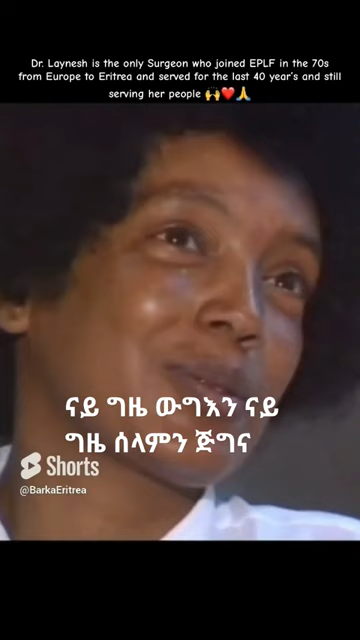 Dr. Laynesh is the only Surgeon who joined EPLF in the 70s
from Europe to Eritrea and served for the last 40 year's and still
serving her people 🙌❤️🙏
ናይ ግዜ ውግእን ናይ
ግዜ ሰላምን ጅግና
Shorts
@BarkaEritrea